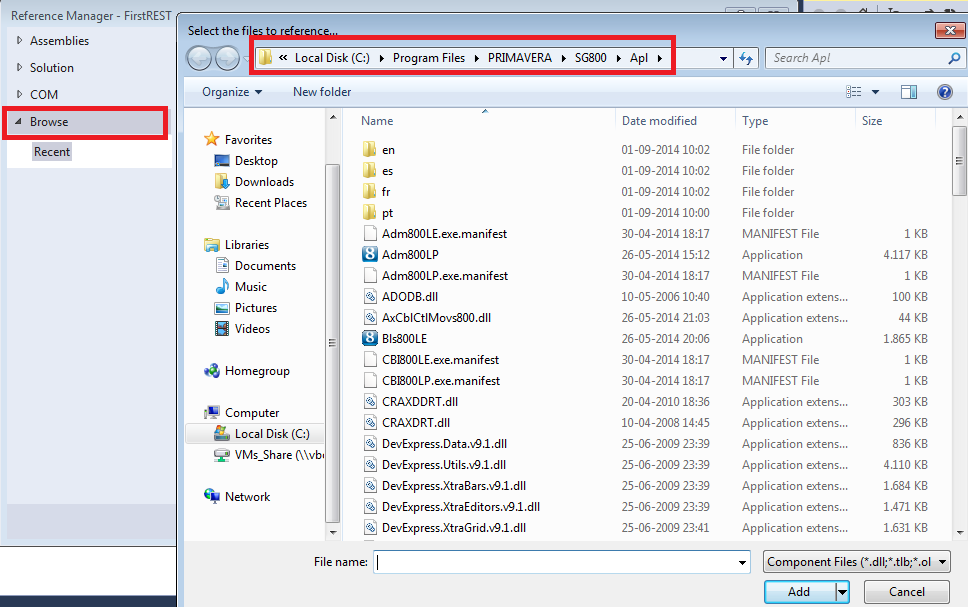 Reference Manager - FirstREST
Assemblies
Solution
COM
Browse
Recent
Select the files to reference...
« Local Disk (C:) Program Files PRIMAVERA SG800 Apl
Search Apl
Organize New folder
Favorites
Desktop
Downloads
Recent Places
Libraries
Documents
Music
Pictures
Videos
Homegroup
Computer
Local Disk (C:)
VMs_Share (\\vbo
Network
Name Date modified Type Size
en 01-09-2014 10:02 File folder
es 01-09-2014 10:02 File folder
fr 01-09-2014 10:02 File folder
pt 01-09-2014 10:00 File folder
Adm800LE.exe.manifest 30-04-2014 18:17 MANIFEST File 1 KB
Adm800LP 26-05-2014 15:12 Application 4.117 KB
Adm800LP.exe.manifest 30-04-2014 18:17 MANIFEST File 1 KB
ADODB.dll 10-05-2006 10:40 Application extens... 100 KB
AxCblCtlMovs800.dll 26-05-2014 21:03 Application extens... 44 KB
Bls800LE 26-05-2014 20:06 Application 1.865 KB
CBI800LE.exe.manifest 30-04-2014 18:17 MANIFEST File 1 KB
CBI800LP.exe.manifest 30-04-2014 18:17 MANIFEST File 1 KB
CRAXDDRT.dll 20-04-2010 18:36 Application extens... 303 KB
CRAXDRT.dll 10-04-2008 14:45 Application extens... 296 KB
DevExpress.Data.v9.1.dll 25-06-2009 23:39 Application extens... 836 KB
DevExpress.Utils.v9.1.dll 25-06-2009 23:39 Application extens... 4.110 KB
DevExpress.XtraBars.v9.1.dll 25-06-2009 23:39 Application extens... 1.684 KB
DevExpress.XtraEditors.v9.1.dll 25-06-2009 23:39 Application extens... 1.471 KB
DevExpress.XtraGrid.v9.1.dll 25-06-2009 23:41 Application extens... 1.631 KB
File name:
Component Files (*.dll;*.tlb;*.ol
Add Cancel